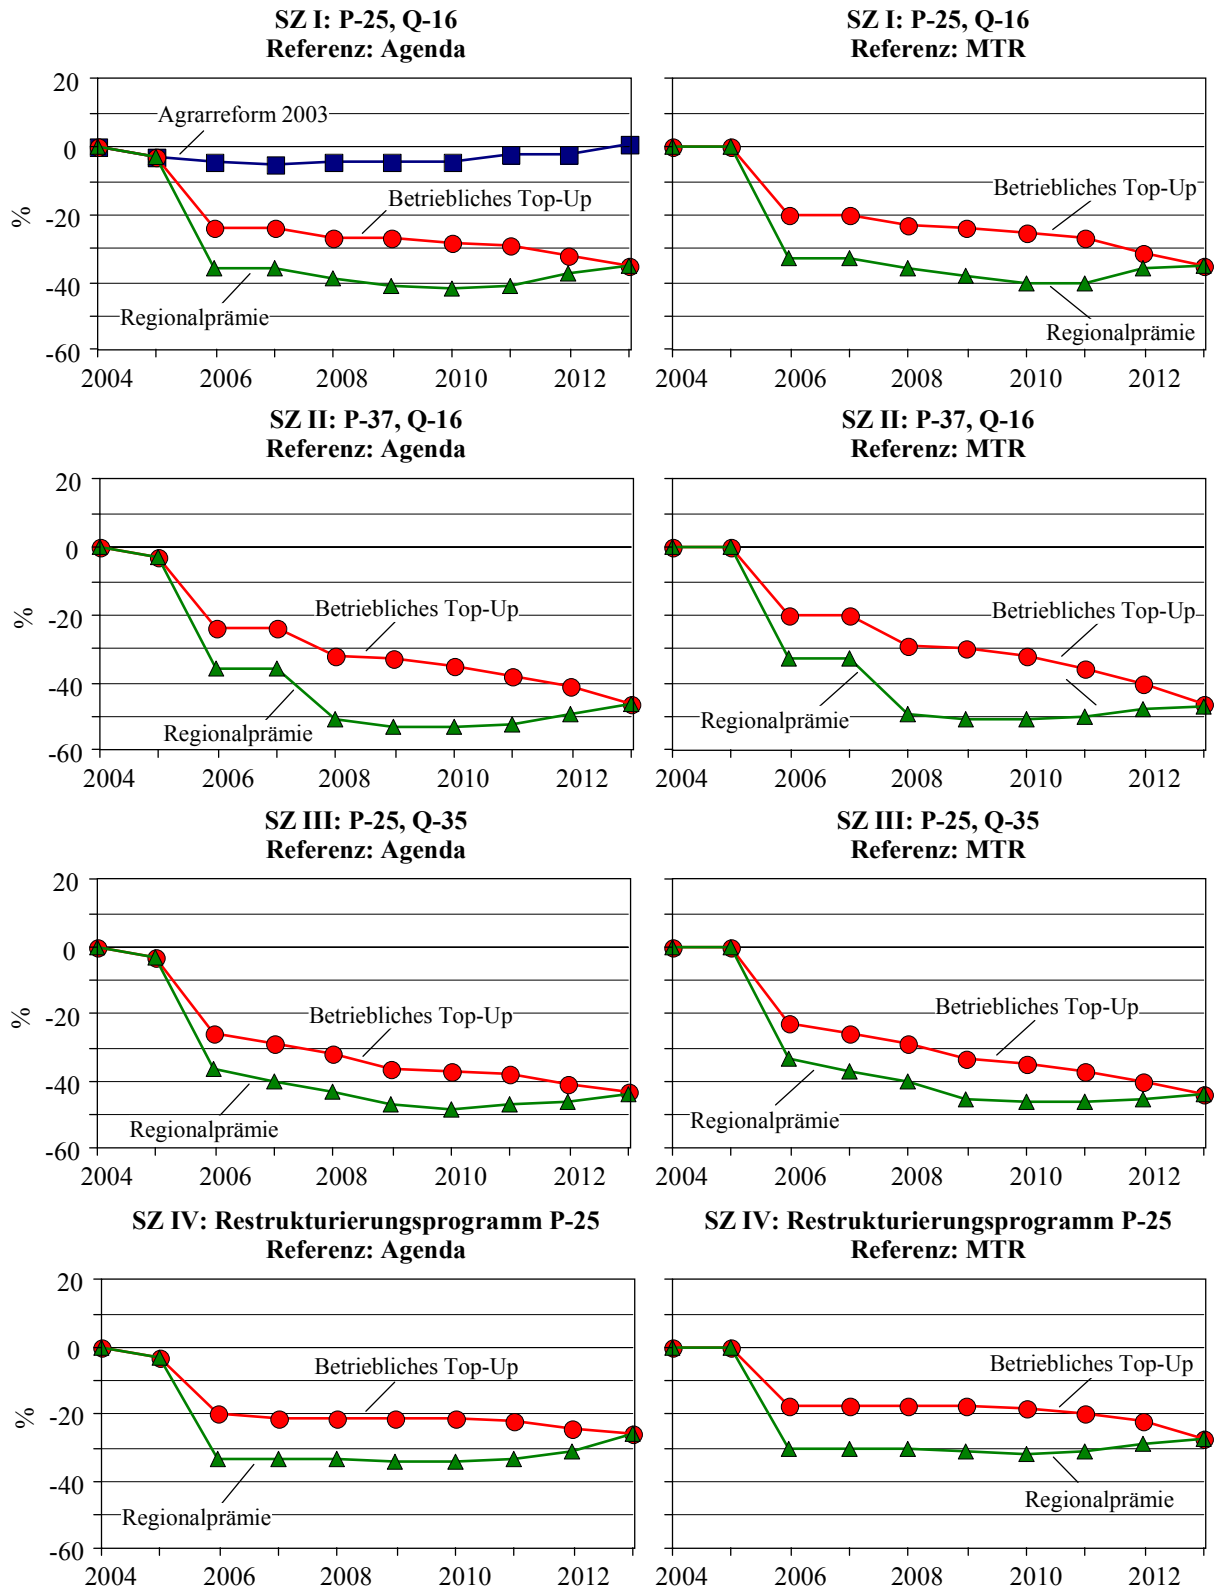 SZ I: P-25, Q-16
Referenz: Agenda
20
Agrarreform 2003
0
Betriebliches Top-Up
-20
%
-40
Regionalprämie
-60
2004 2006 2008 2010 2012
SZ I: P-25, Q-16
Referenz: MTR
Betriebliches Top-Up
Regionalprämie
2004 2006 2008 2010 2012
SZ II: P-37, Q-16
Referenz: Agenda
20
0
Betriebliches Top-Up
-20
%
-40
Regionalprämie
-60
2004 2006 2008 2010 2012
SZ II: P-37, Q-16
Referenz: MTR
Betriebliches Top-Up
Regionalprämie
2004 2006 2008 2010 2012
SZ III: P-25, Q-35
Referenz: Agenda
20
0
Betriebliches Top-Up
-20
%
-40
Regionalprämie
-60
2004 2006 2008 2010 2012
SZ III: P-25, Q-35
Referenz: MTR
Betriebliches Top-Up
Regionalprämie
2004 2006 2008 2010 2012
SZ IV: Restrukturierungsprogramm P-25
Referenz: Agenda
20
0
Betriebliches Top-Up
-20
%
-40
Regionalprämie
-60
2004 2006 2008 2010 2012
SZ IV: Restrukturierungsprogramm P-25
Referenz: MTR
Betriebliches Top-Up
Regionalprämie
2004 2006 2008 2010 2012